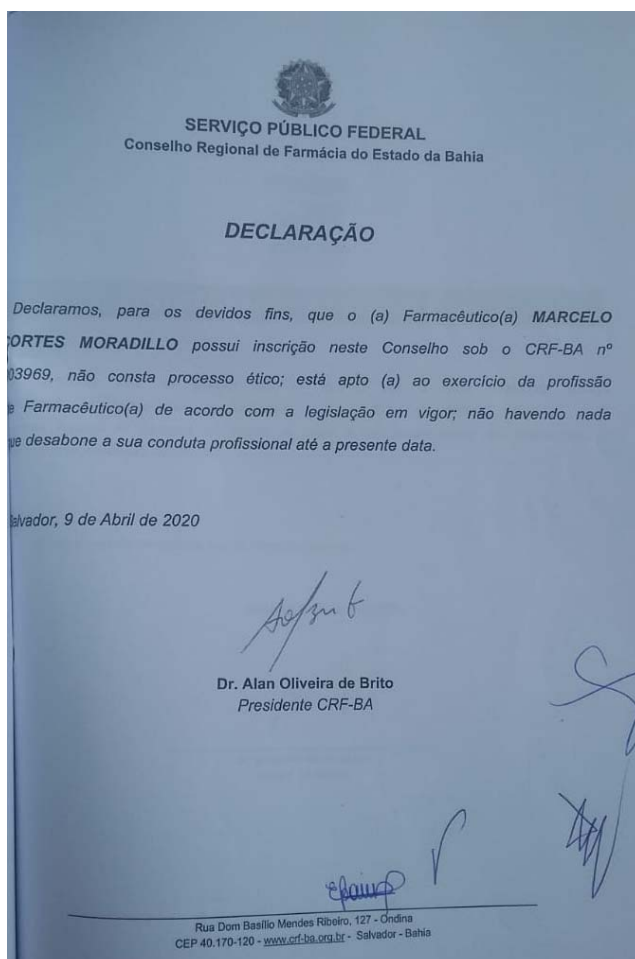 SERVIÇO PÚBLICO FEDERAL
Conselho Regional de Farmácia do Estado da Bahia
DECLARAÇÃO
Declaramos, para os devidos fins, que o (a) Farmacêutico(a) MARCELO
ORTES MORADILLO possui inscrição neste Conselho sob o CRF-BA nº
03969, não consta processo ético; está apto (a) ao exercício da profissão
e Farmacêutico(a) de acordo com a legislação em vigor; não havendo nada
ue desabone a sua conduta profissional até a presente data.
alvador, 9 de Abril de 2020
Dr. Alan Oliveira de Brito
Presidente CRF-BA
Rua Dom Basílio Mendes Ribeiro, 127 - Ondina
CEP 40.170-120 - www.crf-ba.org.br - Salvador - Bahia